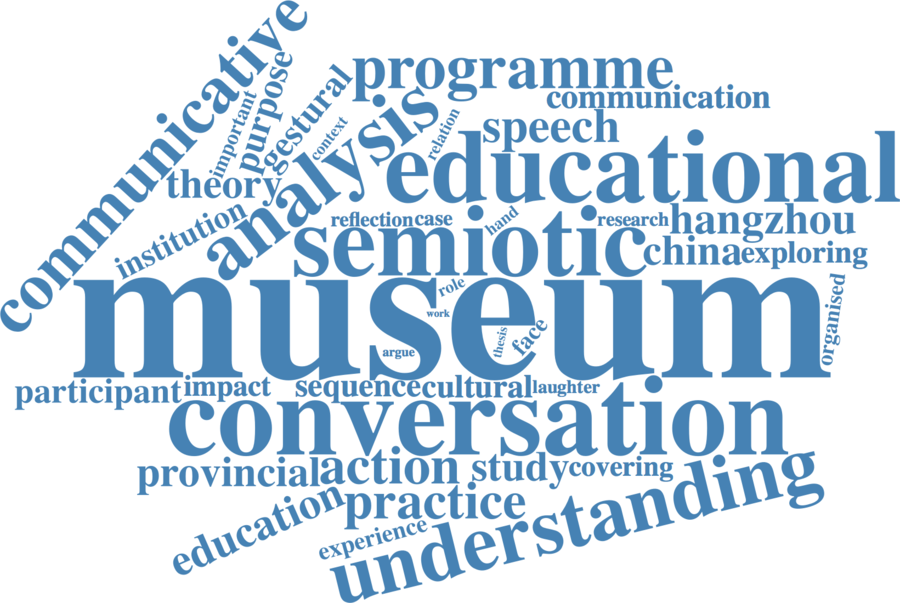 communicative
important
purpose
gestural
context
programme
communication
relation
speech
theory
analysis
educational
institution
reflection case
hand
research hangzhou
semiotic
china exploring
museum
role
work
argue
thesis
face
organised
participant impact sequence cultural laughter
conversation
provincial action study covering
education
practice
experience
understanding